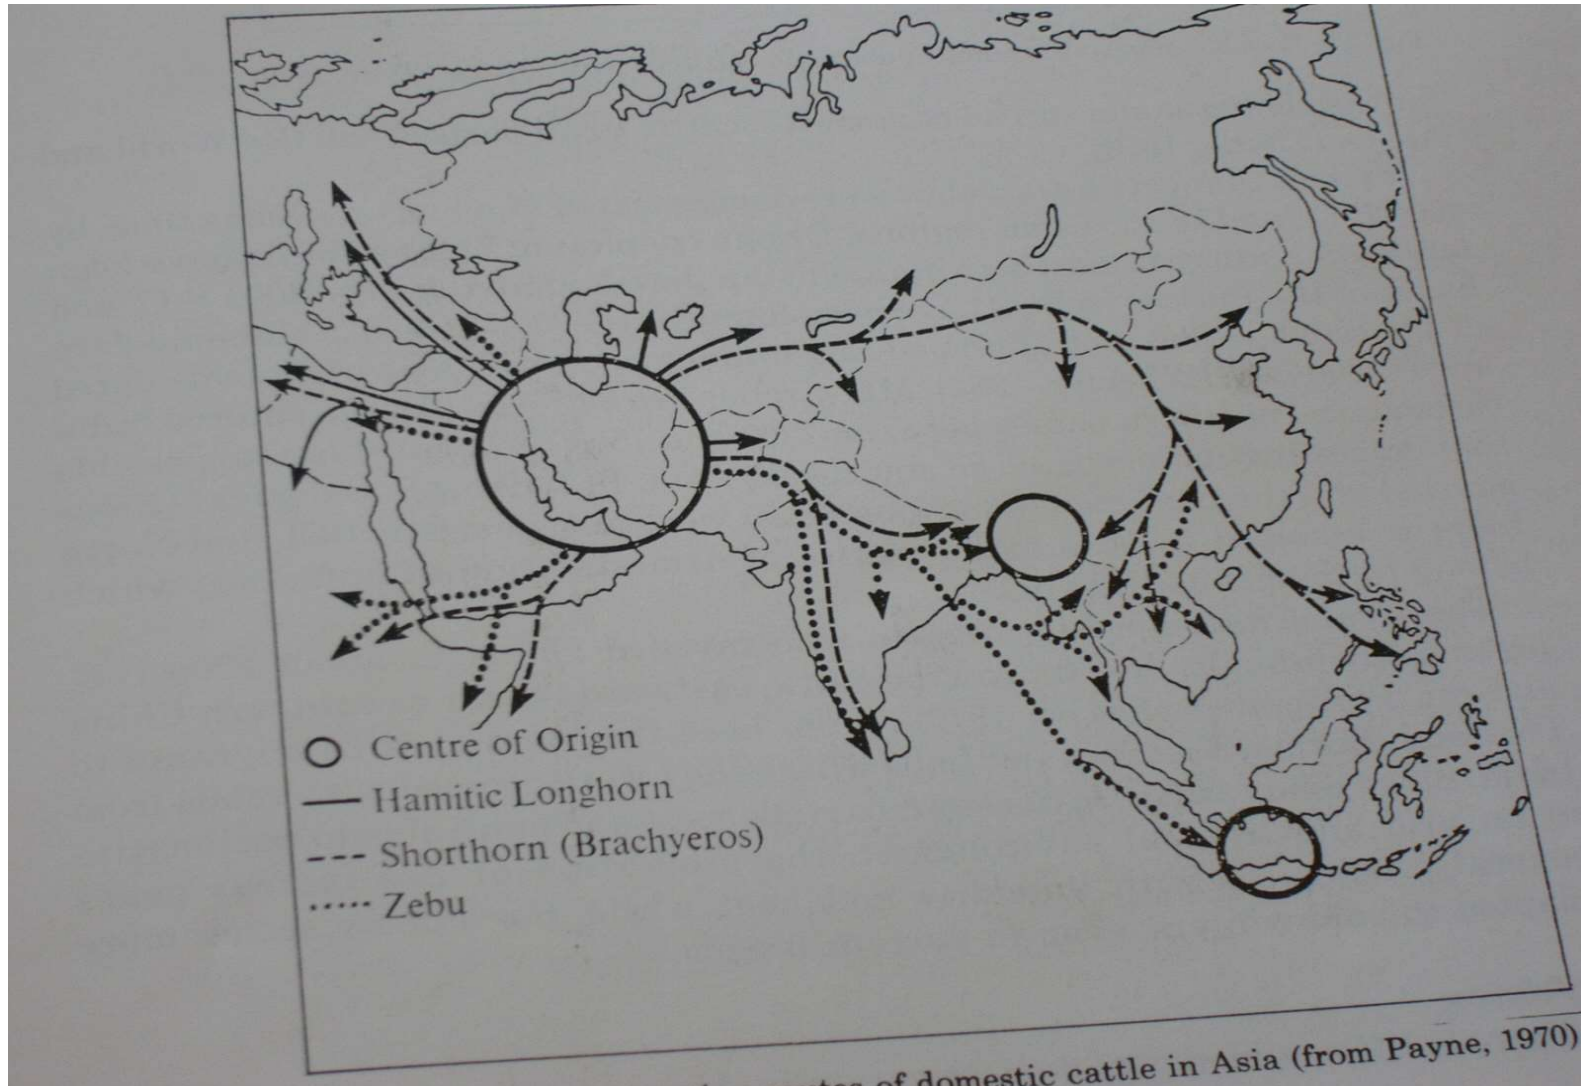 Centre of Origin
Hamitic Longhorn
Shorthorn (Brachyeros)
Zebu
of domestic cattle in Asia (from Payne, 1970)